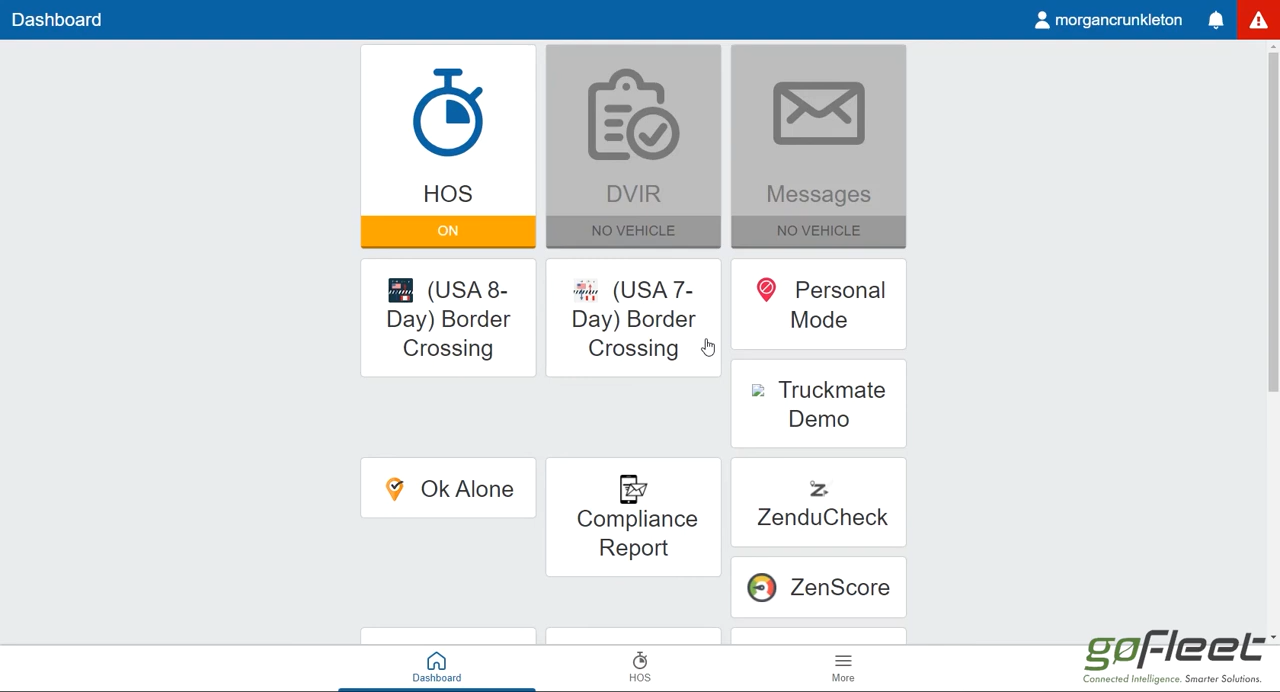 Dashboard
morgancrunkleton
HOS
ON
DVIR
NO VEHICLE
Messages
NO VEHICLE
(USA 8-
Day) Border
Crossing
(USA 7-
Day) Border
Crossing
Personal
Mode
Truckmate
Demo
Ok Alone
Compliance
Report
ZenduCheck
ZenScore
Dashboard
HOS
More
gofleet
Connected Intelligence. Smarter Solutions.